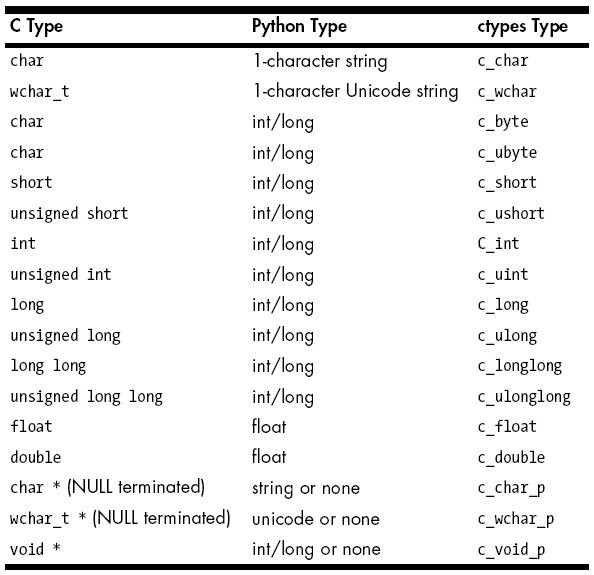 C Type Python Type ctypes Type
char 1-character string c_char
wchar_t 1-character Unicode string c_wchar
char int/long c_byte
char int/long c_ubyte
short int/long c_short
unsigned short int/long c_ushort
int int/long C_int
unsigned int int/long c_uint
long int/long c_long
unsigned long int/long c_ulong
long long int/long c_longlong
unsigned long long int/long c_ulonglong
float float c_float
double float c_double
char * (NULL terminated) string or none c_char_p
wchar_t * (NULL terminated) unicode or none c_wchar_p
void * int/long or none c_void_p